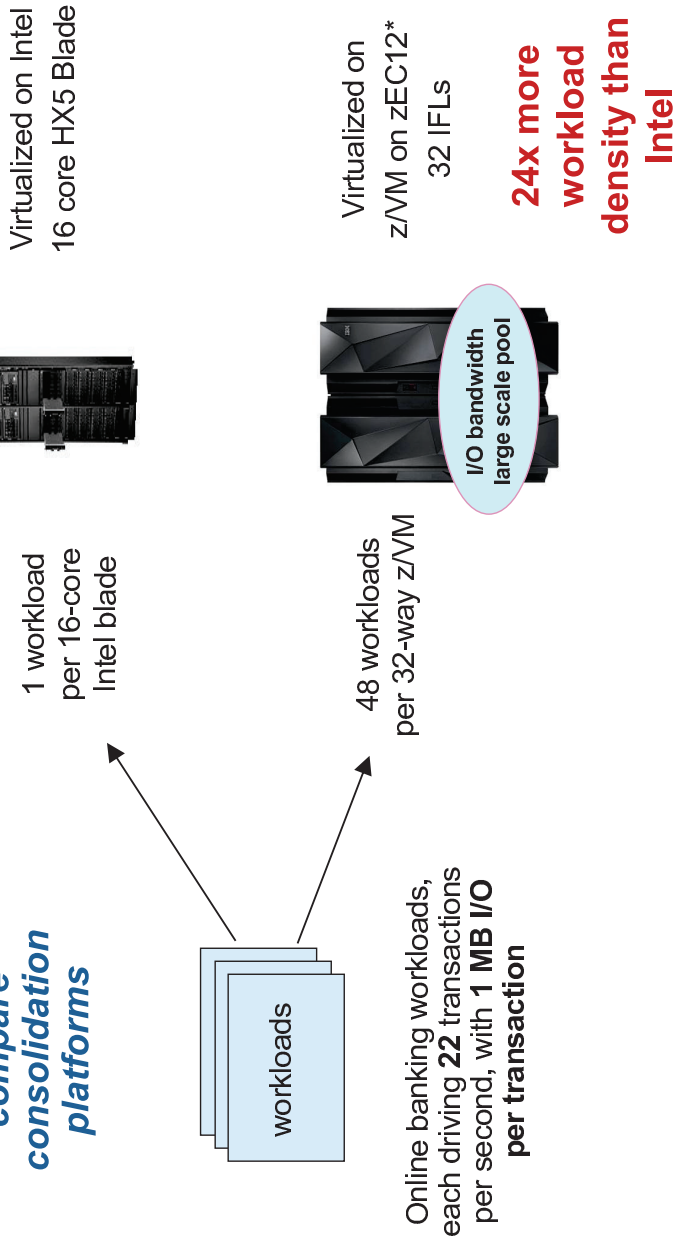 compare
consolidation
platforms
workloads
Online banking workloads,
each driving 22 transactions
per second, with 1 MB I/O
per transaction
1 workload
per 16-core
Intel blade
Virtualized on Intel
16 core HX5 Blade
48 workloads
per 32-way z/VM
IBM
I/O bandwidth
large scale pool
Virtualized on
z/VM on zEC12*
32 IFLs
24x more
workload
density than
Intel